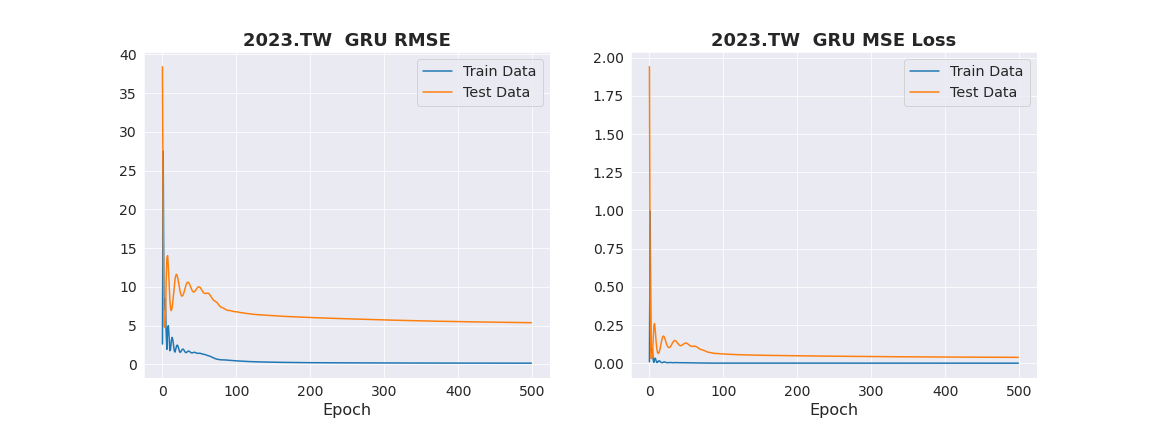 2023.TW  GRU RMSE
40
35
30
25
20
15
10
5
0
0 100 200 300 400 500
Epoch
Train Data
Test Data
2023.TW  GRU MSE Loss
2.00
1.75
1.50
1.25
1.00
0.75
0.50
0.25
0.00
0 100 200 300 400 500
Epoch
Train Data
Test Data